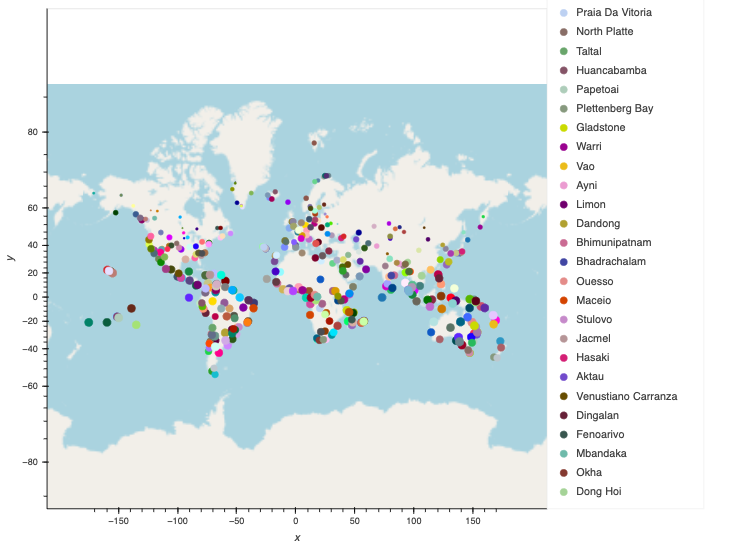 Praia Da Vitoria
North Platte
Taltal
Huancabamba
Papetoai
Plettenberg Bay
Gladstone
Warri
Vao
Ayni
Limon
Dandong
Bhimunipatnam
Bhadrachalam
Ouesso
Maceio
Stulovo
Jacmel
Hasaki
Aktau
Venustiano Carranza
Dingalan
Fenoarivo
Mbandaka
Okha
Dong Hoi
80
60
40
20
0
−20
−40
−60
−80
y
−150
−100
−50
0
50
100
150
x